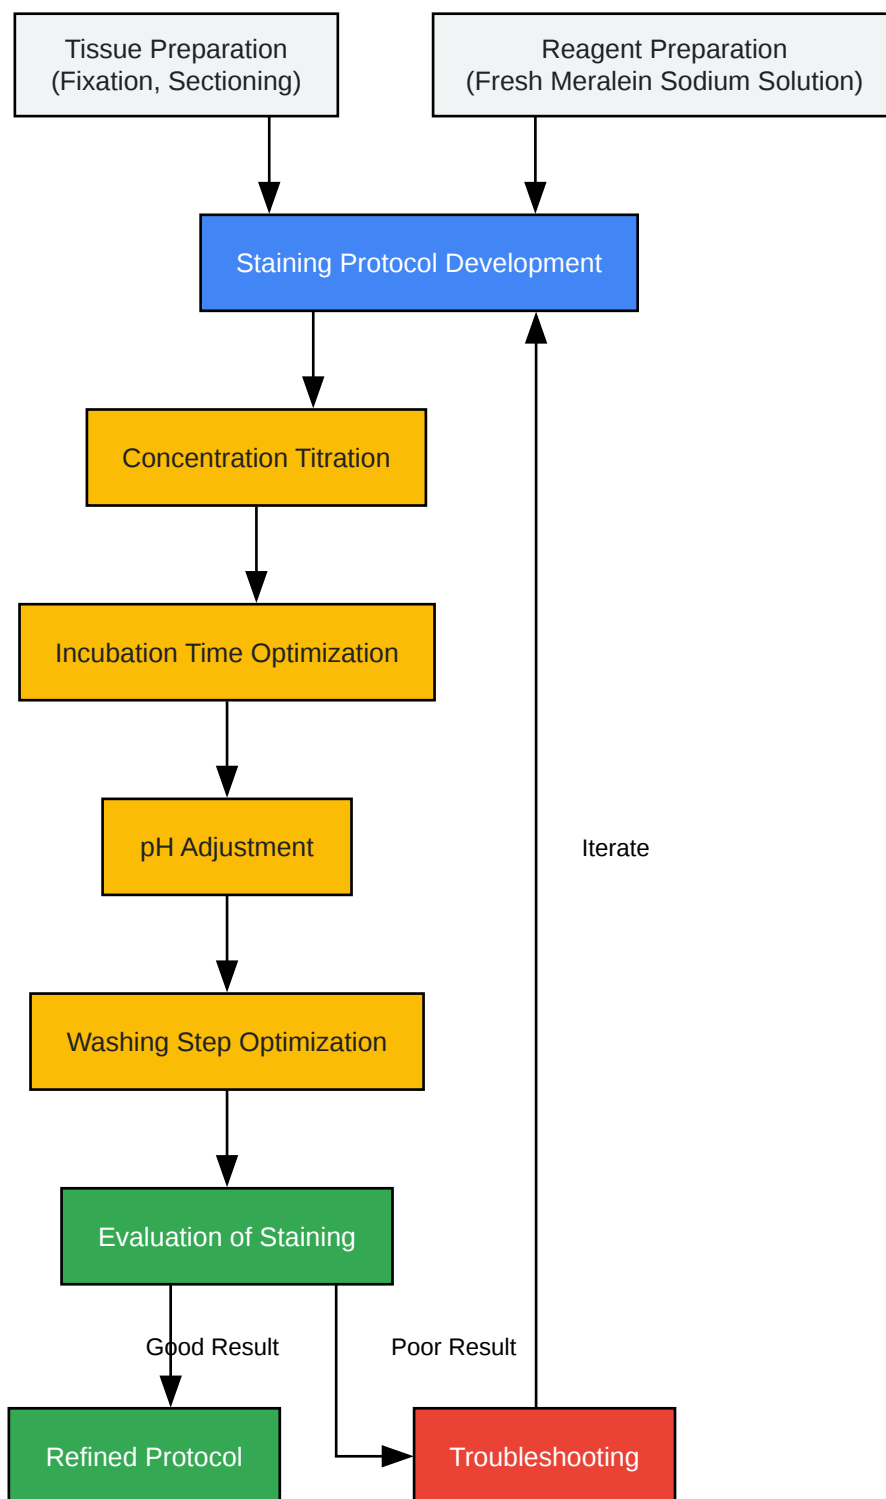 Tissue Preparation
(Fixation, Sectioning)
Reagent Preparation
(Fresh Meralein Sodium Solution)
Staining Protocol Development
Concentration Titration
Incubation Time Optimization
pH Adjustment
Iterate
Washing Step Optimization
Evaluation of Staining
Good Result
Poor Result
Refined Protocol
Troubleshooting